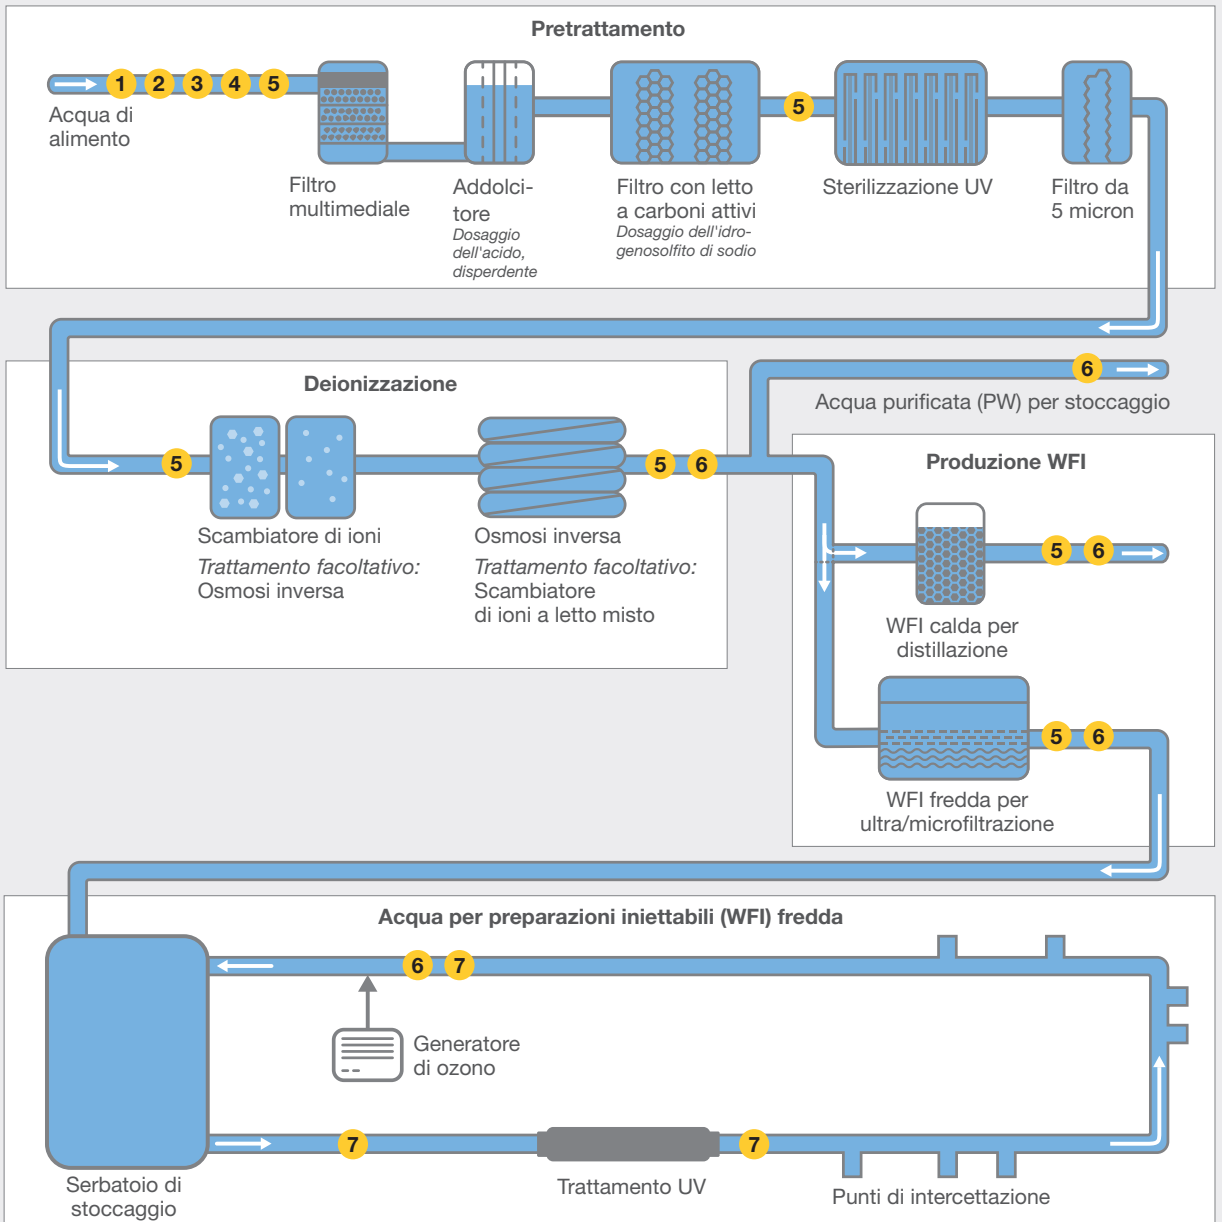 Pretrattamento
1 2 3 4 5
Acqua di
alimento
Filtro
multimediale
Addolci-
tore
Dosaggio
dell'acido,
disperdente
Filtro con letto
a carboni attivi
Dosaggio dell'idro-
genosolfito di sodio
5
Sterilizzazione UV
Filtro da
5 micron
Deionizzazione
5
Scambiatore di ioni
Trattamento facoltativo:
Osmosi inversa
Osmosi inversa
Trattamento facoltativo:
Scambiatore
di ioni a letto misto
5 6
6
Acqua purificata (PW) per stoccaggio
Produzione WFI
5 6
WFI calda per
distillazione
5 6
WFI fredda per
ultra/microfiltrazione
Acqua per preparazioni iniettabili (WFI) fredda
6 7
Generatore
di ozono
7
7
Serbatoio di
stoccaggio
Trattamento UV
Punti di intercettazione